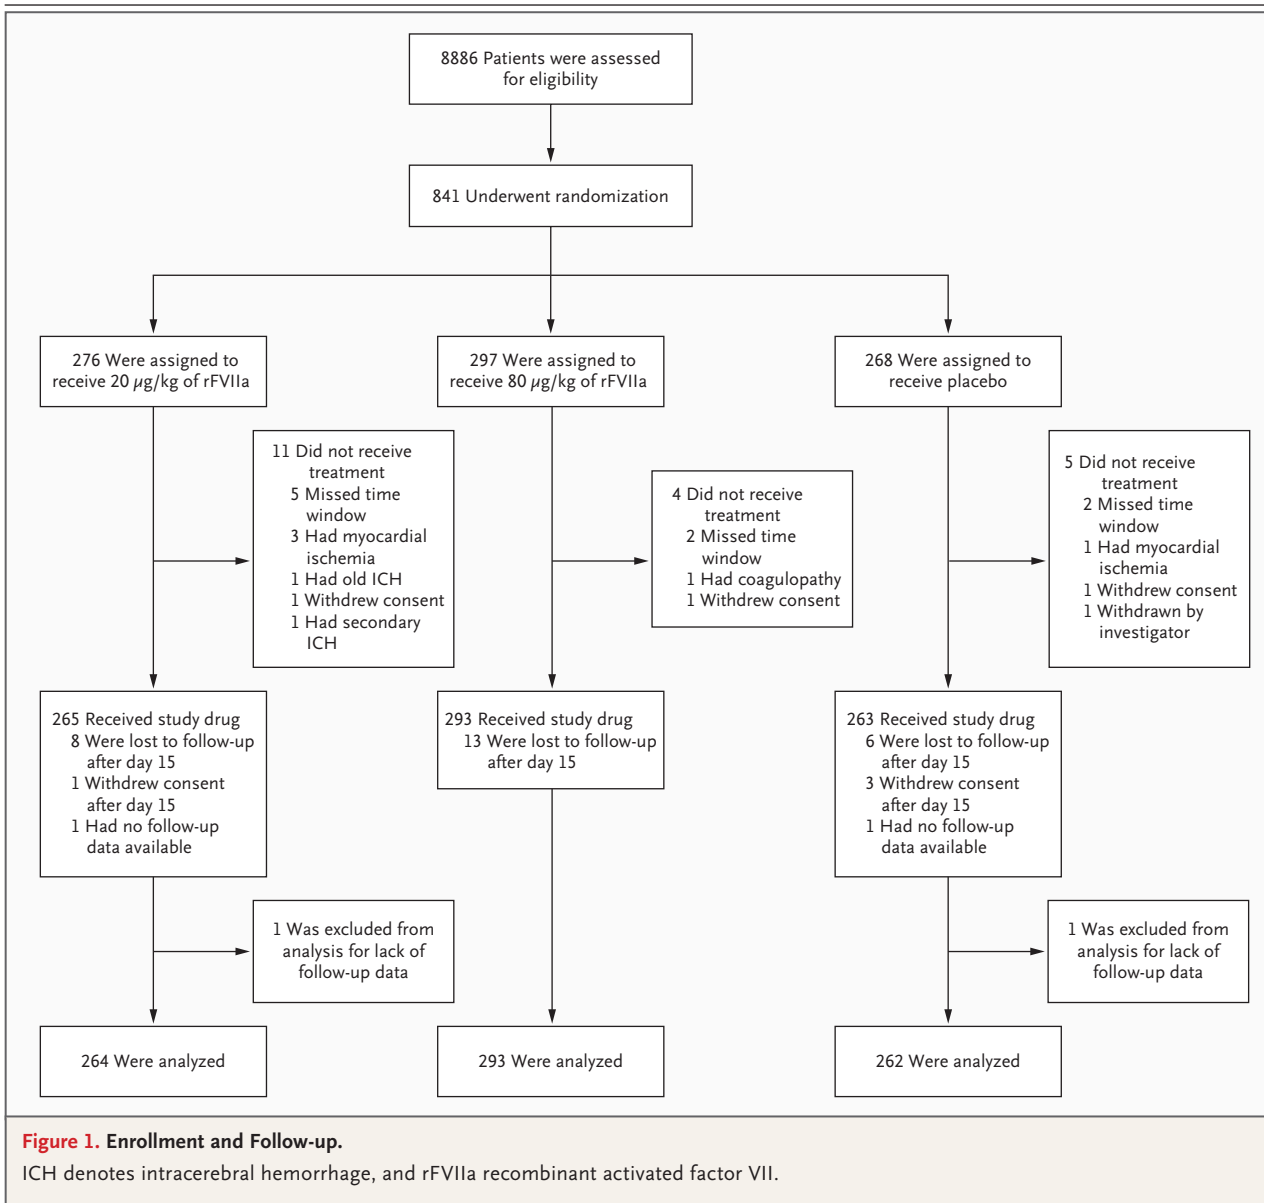 8886 Patients were assessed
for eligibility
841 Underwent randomization
276 Were assigned to
receive 20 µg/kg of rFVIIa
297 Were assigned to
receive 80 µg/kg of rFVIIa
268 Were assigned to
receive placebo
11 Did not receive
treatment
5 Missed time
window
3 Had myocardial
ischemia
1 Had old ICH
1 Withdrew consent
1 Had secondary
ICH
4 Did not receive
treatment
2 Missed time
window
1 Had coagulopathy
1 Withdrew consent
5 Did not receive
treatment
2 Missed time
window
1 Had myocardial
ischemia
1 Withdrew consent
1 Withdrawn by
investigator
265 Received study drug
8 Were lost to follow-up
after day 15
1 Withdrew consent
after day 15
1 Had no follow-up
data available
293 Received study drug
13 Were lost to follow-up
after day 15
263 Received study drug
6 Were lost to follow-up
after day 15
3 Withdrew consent
after day 15
1 Had no follow-up
data available
1 Was excluded from
analysis for lack of
follow-up data
1 Was excluded from
analysis for lack of
follow-up data
264 Were analyzed
293 Were analyzed
262 Were analyzed
Figure 1. Enrollment and Follow-up.
ICH denotes intracerebral hemorrhage, and rFVIIa recombinant activated factor VII.